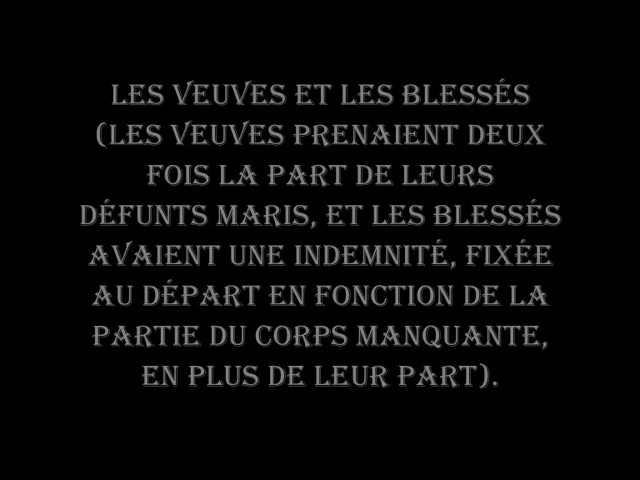 LES VEUVES ET LES BLESSÉS
(LES VEUVES PRENAIENT DEUX
FOIS LA PART DE LEURS
DÉFUNTS MARIS, ET LES BLESSÉS
AVAIENT UNE INDEMNITÉ, FIXÉE
AU DÉPART EN FONCTION DE LA
PARTIE DU CORPS MANQUANTE,
EN PLUS DE LEUR PART).